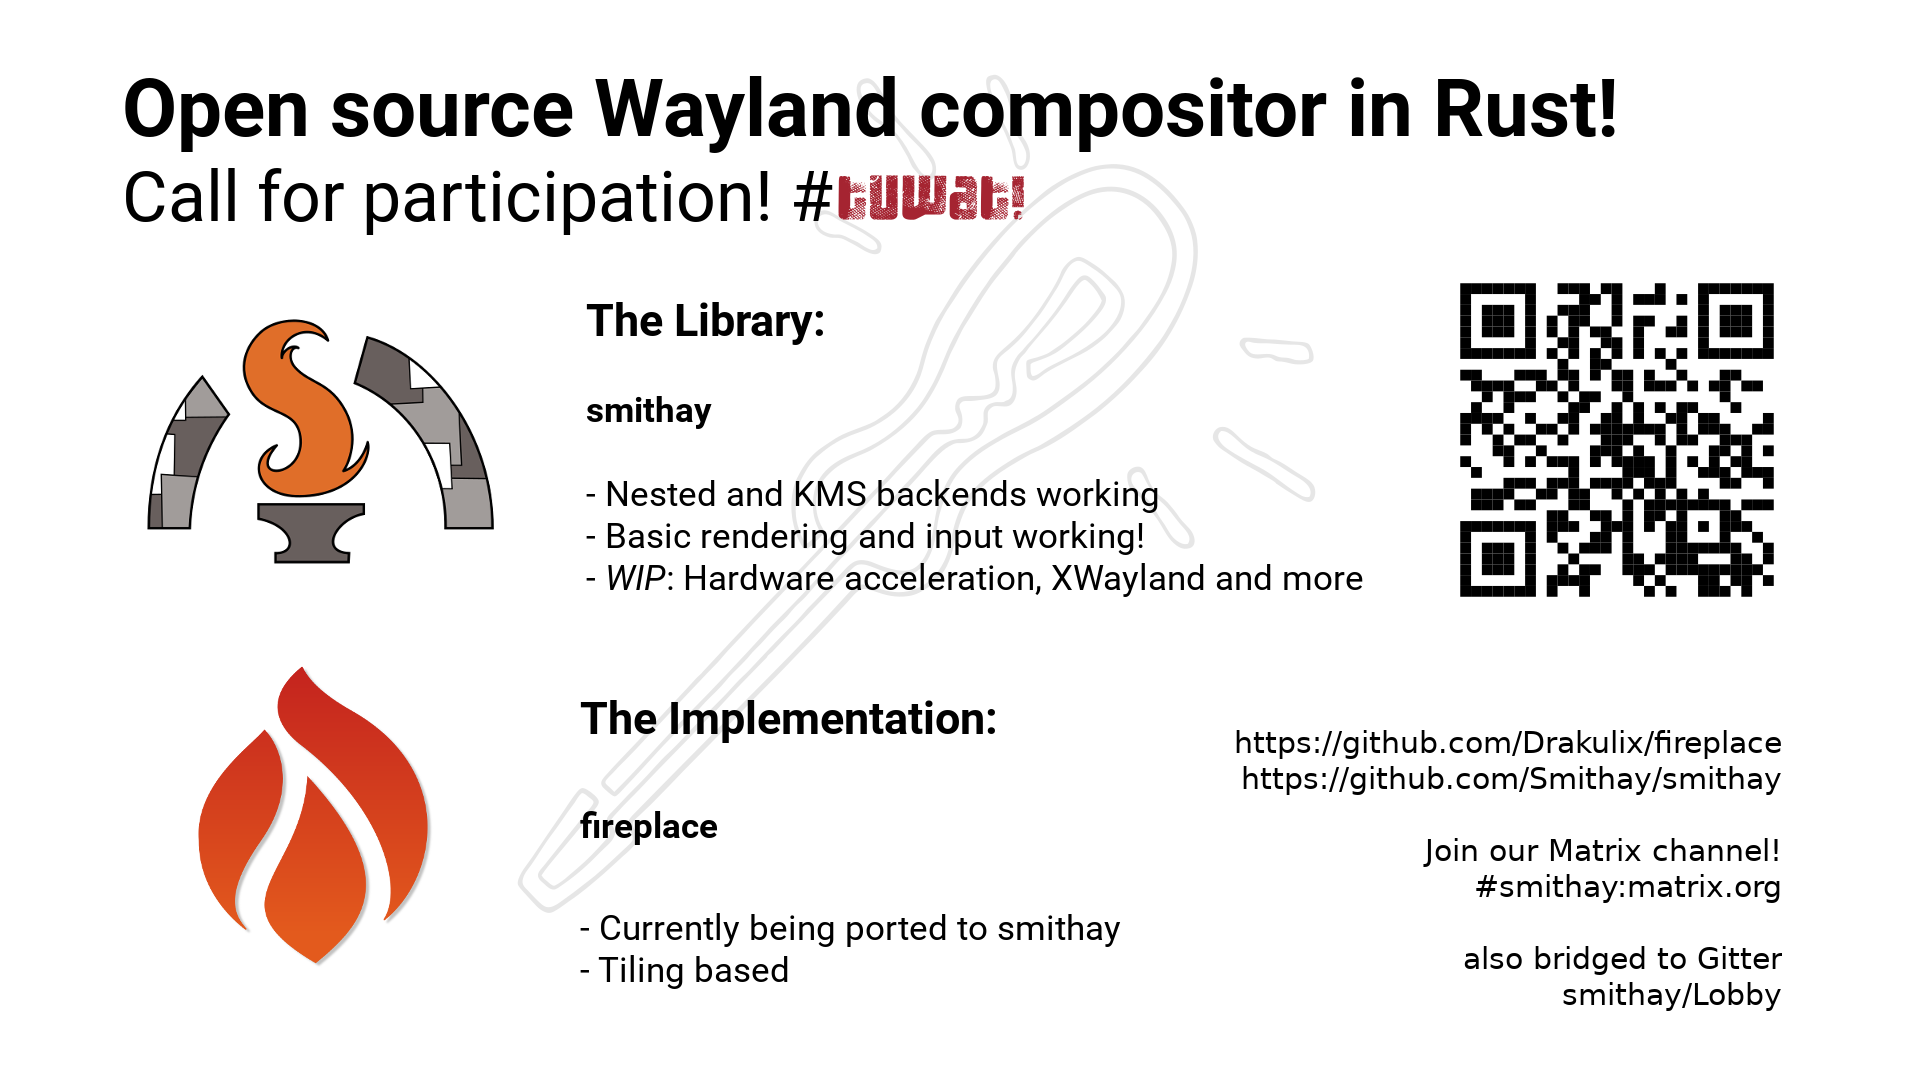 Open source Wayland compositor in Rust!
Call for participation! #tuwat!
The Library:
smithay
- Nested and KMS backends working
- Basic rendering and input working!
- WIP: Hardware acceleration, XWayland and more
The Implementation:
fireplace
- Currently being ported to smithay
- Tiling based
https://github.com/Drakulix/fireplace
https://github.com/Smithay/smithay
Join our Matrix channel!
#smithay:matrix.org
also bridged to Gitter
smithay/Lobby